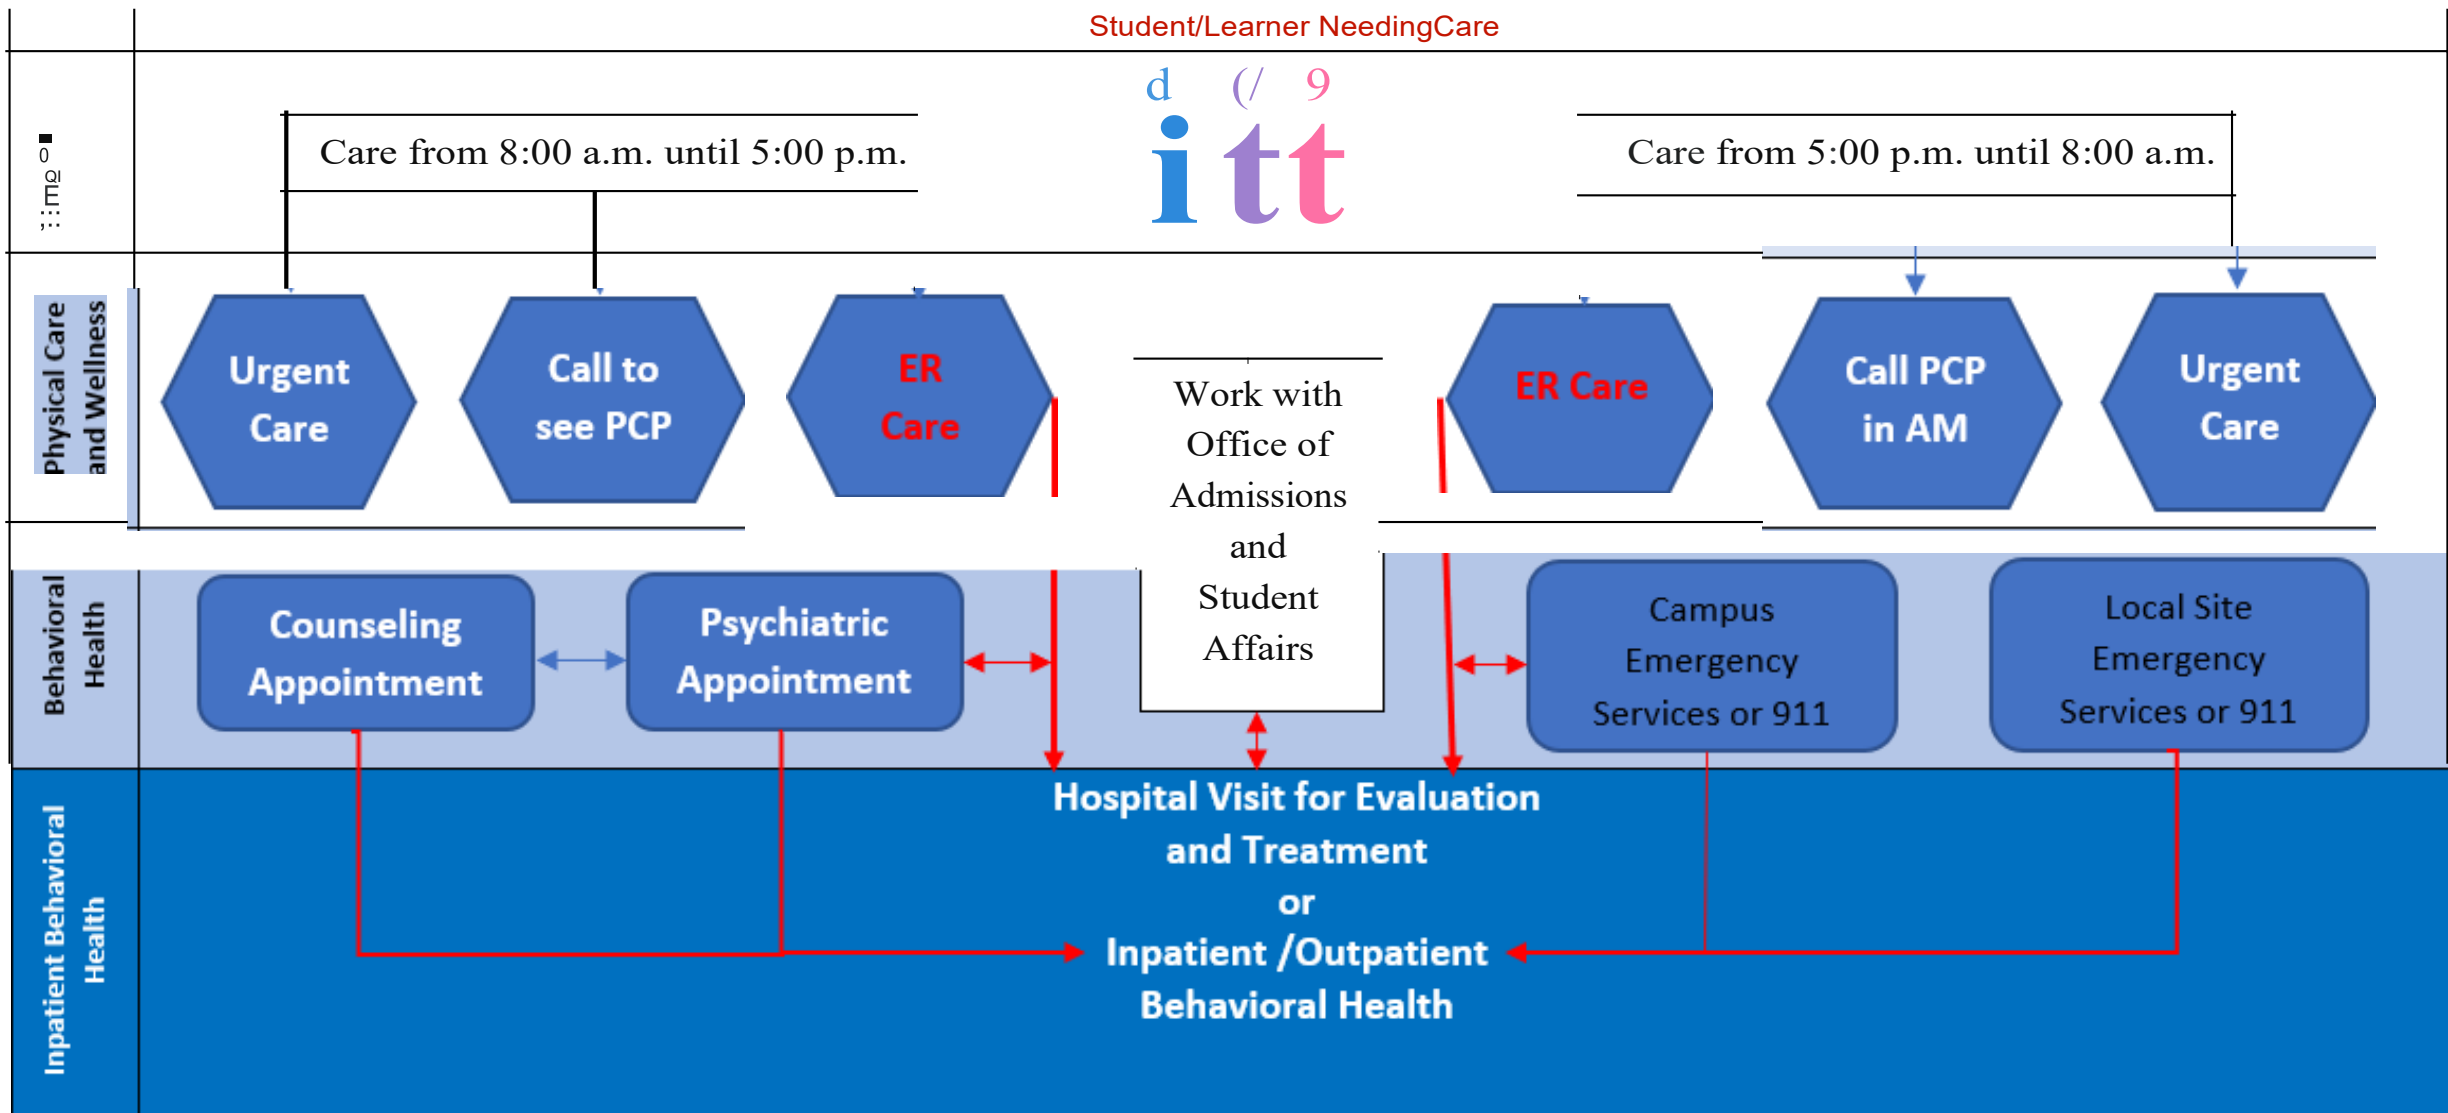 Student/Learner NeedingCare
d (/ 9
i t t
Care from 8:00 a.m. until 5:00 p.m.
Care from 5:00 p.m. until 8:00 a.m.
Physical Care
and Wellness
Urgent
Care
Call to
see PCP
ER
Care
Work with
Office of
Admissions
and
Student
Affairs
ER Care
Call PCP
in AM
Urgent
Care
Behavioral
Health
Counseling
Appointment
Psychiatric
Appointment
Campus
Emergency
Services or 911
Local Site
Emergency
Services or 911
Inpatient Behavioral
Health
Hospital Visit for Evaluation
and Treatment
or
Inpatient /Outpatient
Behavioral Health